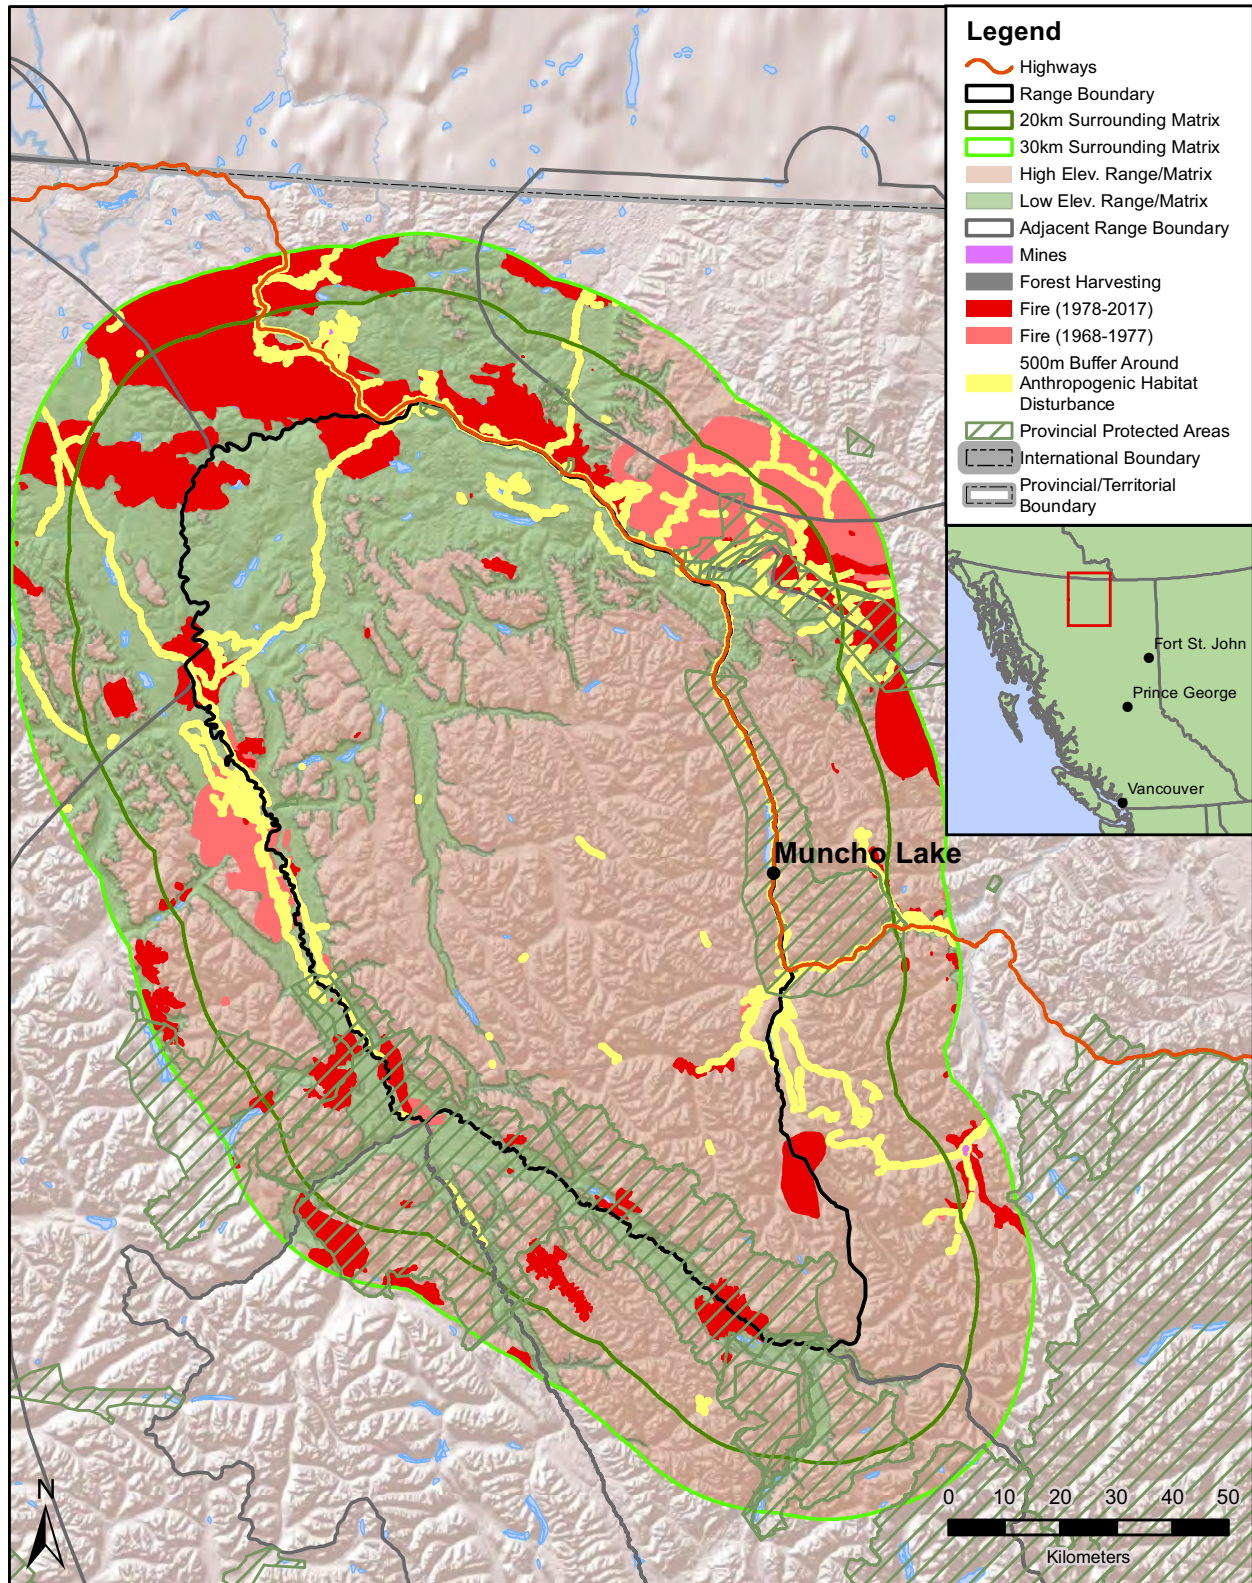 Legend
Highways
Range Boundary
20km Surrounding Matrix
30km Surrounding Matrix
High Elev. Range/Matrix
Low Elev. Range/Matrix
Adjacent Range Boundary
Mines
Forest Harvesting
Fire (1978-2017)
Fire (1968-1977)
500m Buffer Around
Anthropogenic Habitat
Disturbance
Provincial Protected Areas
International Boundary
Provincial/Territorial
Boundary
Fort St. John
Prince George
Vancouver
Muncho Lake
N
0 10 20 30 40 50
Kilometers